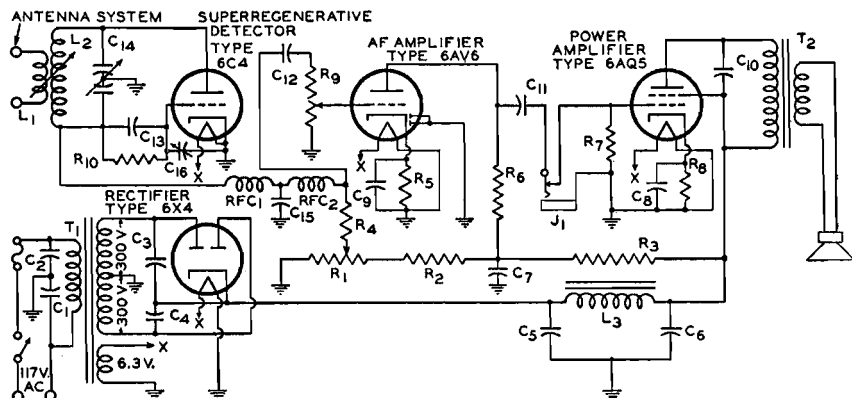 ANTENNA SYSTEM
SUPERREGENERATIVE
DETECTOR
TYPE
6C4
AF AMPLIFIER
TYPE 6AV6
POWER
AMPLIFIER
TYPE 6AQ5
L2
C14
L1
C12
R9
C11
C10
T2
C13
R10
C16
X
X
C9
R5
R6
R7
J1
X
C8
R8
RFC1
C15
RFC2
R4
RECTIFIER
TYPE 6X4
T1
C2
C1
300 V.
300 V.
C3
C4
X
R1
R2
C7
R3
L3
C5
C6
X
6.3 V.
117 V.
AC